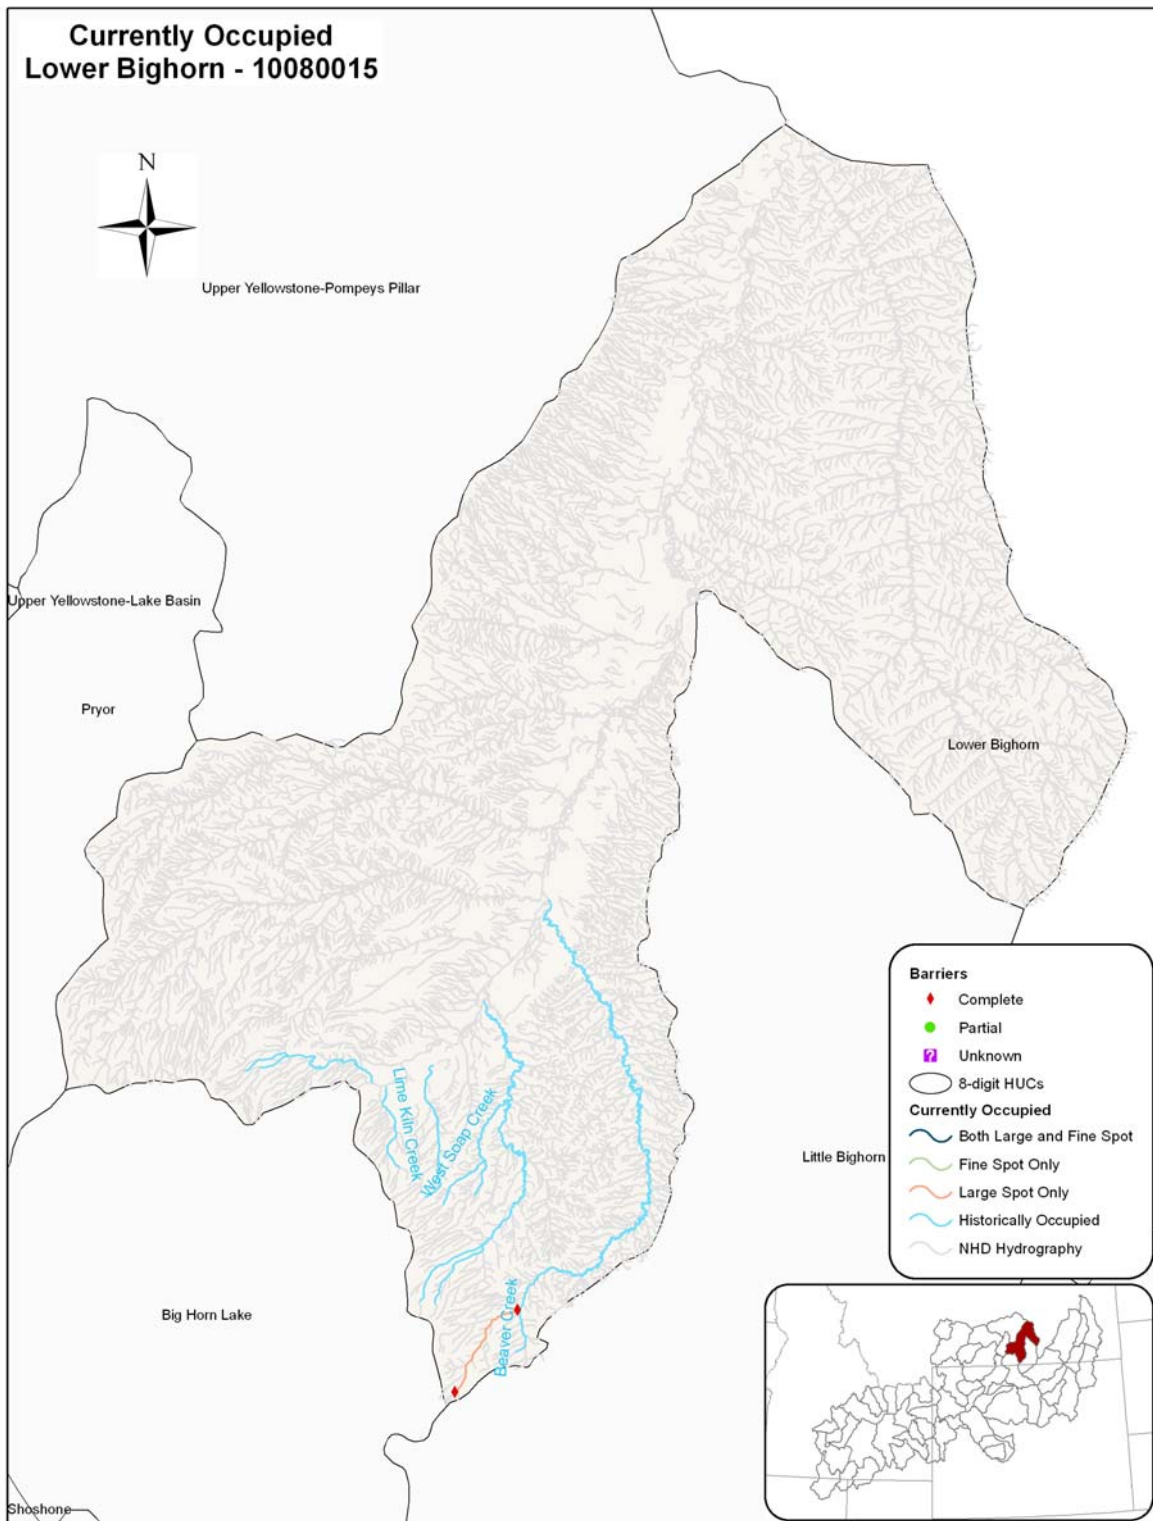 Currently Occupied
Lower Bighorn - 10080015
N
Upper Yellowstone-Pompeys Pillar
Upper Yellowstone-Lake Basin
Pryor
Lower Bighorn
Lime Kiln Creek
West Soap Creek
Little Bighorn
Beaver Creek
Big Horn Lake
Shoshone
Barriers
Complete
Partial
? Unknown
8-digit HUCs
Currently Occupied
Both Large and Fine Spot
Fine Spot Only
Large Spot Only
Historically Occupied
NHD Hydrography